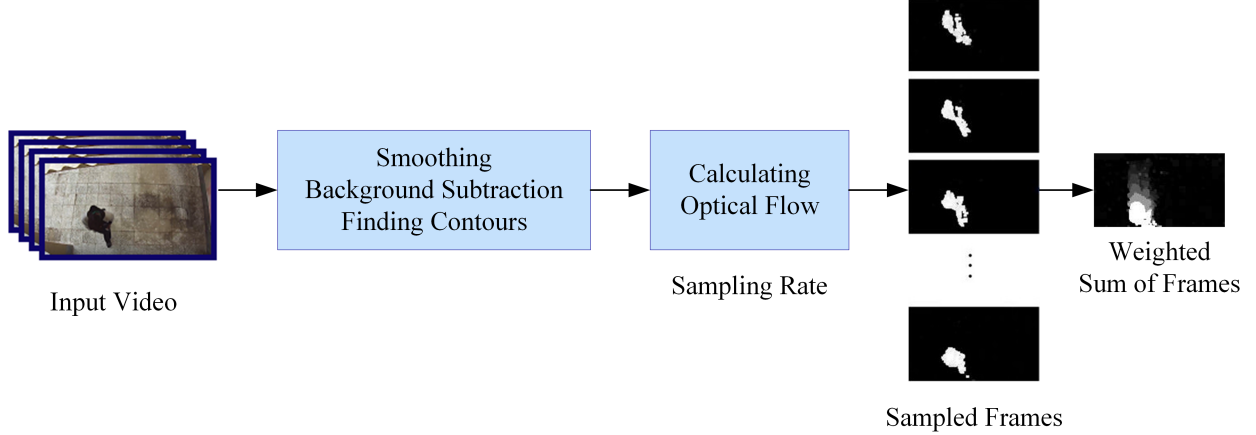 Input Video
Smoothing
Background Subtraction
Finding Contours
Calculating
Optical Flow
Sampling Rate
Sampled Frames
Weighted
Sum of Frames